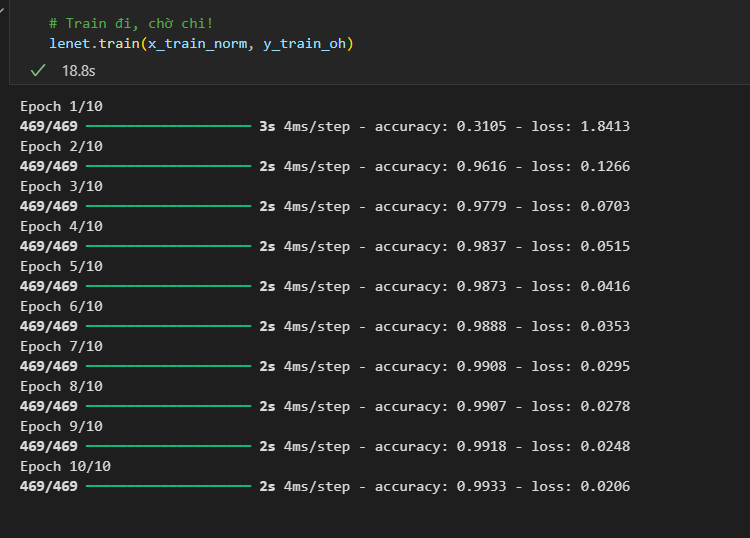 # Train đi, chờ chi!
lenet.train(x_train_norm, y_train_oh)
18.8s
Epoch 1/10
469/469 3s 4ms/step - accuracy: 0.3105 - loss: 1.8413
Epoch 2/10
469/469 2s 4ms/step - accuracy: 0.9616 - loss: 0.1266
Epoch 3/10
469/469 2s 4ms/step - accuracy: 0.9779 - loss: 0.0703
Epoch 4/10
469/469 2s 4ms/step - accuracy: 0.9837 - loss: 0.0515
Epoch 5/10
469/469 2s 4ms/step - accuracy: 0.9873 - loss: 0.0416
Epoch 6/10
469/469 2s 4ms/step - accuracy: 0.9888 - loss: 0.0353
Epoch 7/10
469/469 2s 4ms/step - accuracy: 0.9908 - loss: 0.0295
Epoch 8/10
469/469 2s 4ms/step - accuracy: 0.9907 - loss: 0.0278
Epoch 9/10
469/469 2s 4ms/step - accuracy: 0.9918 - loss: 0.0248
Epoch 10/10
469/469 2s 4ms/step - accuracy: 0.9933 - loss: 0.0206